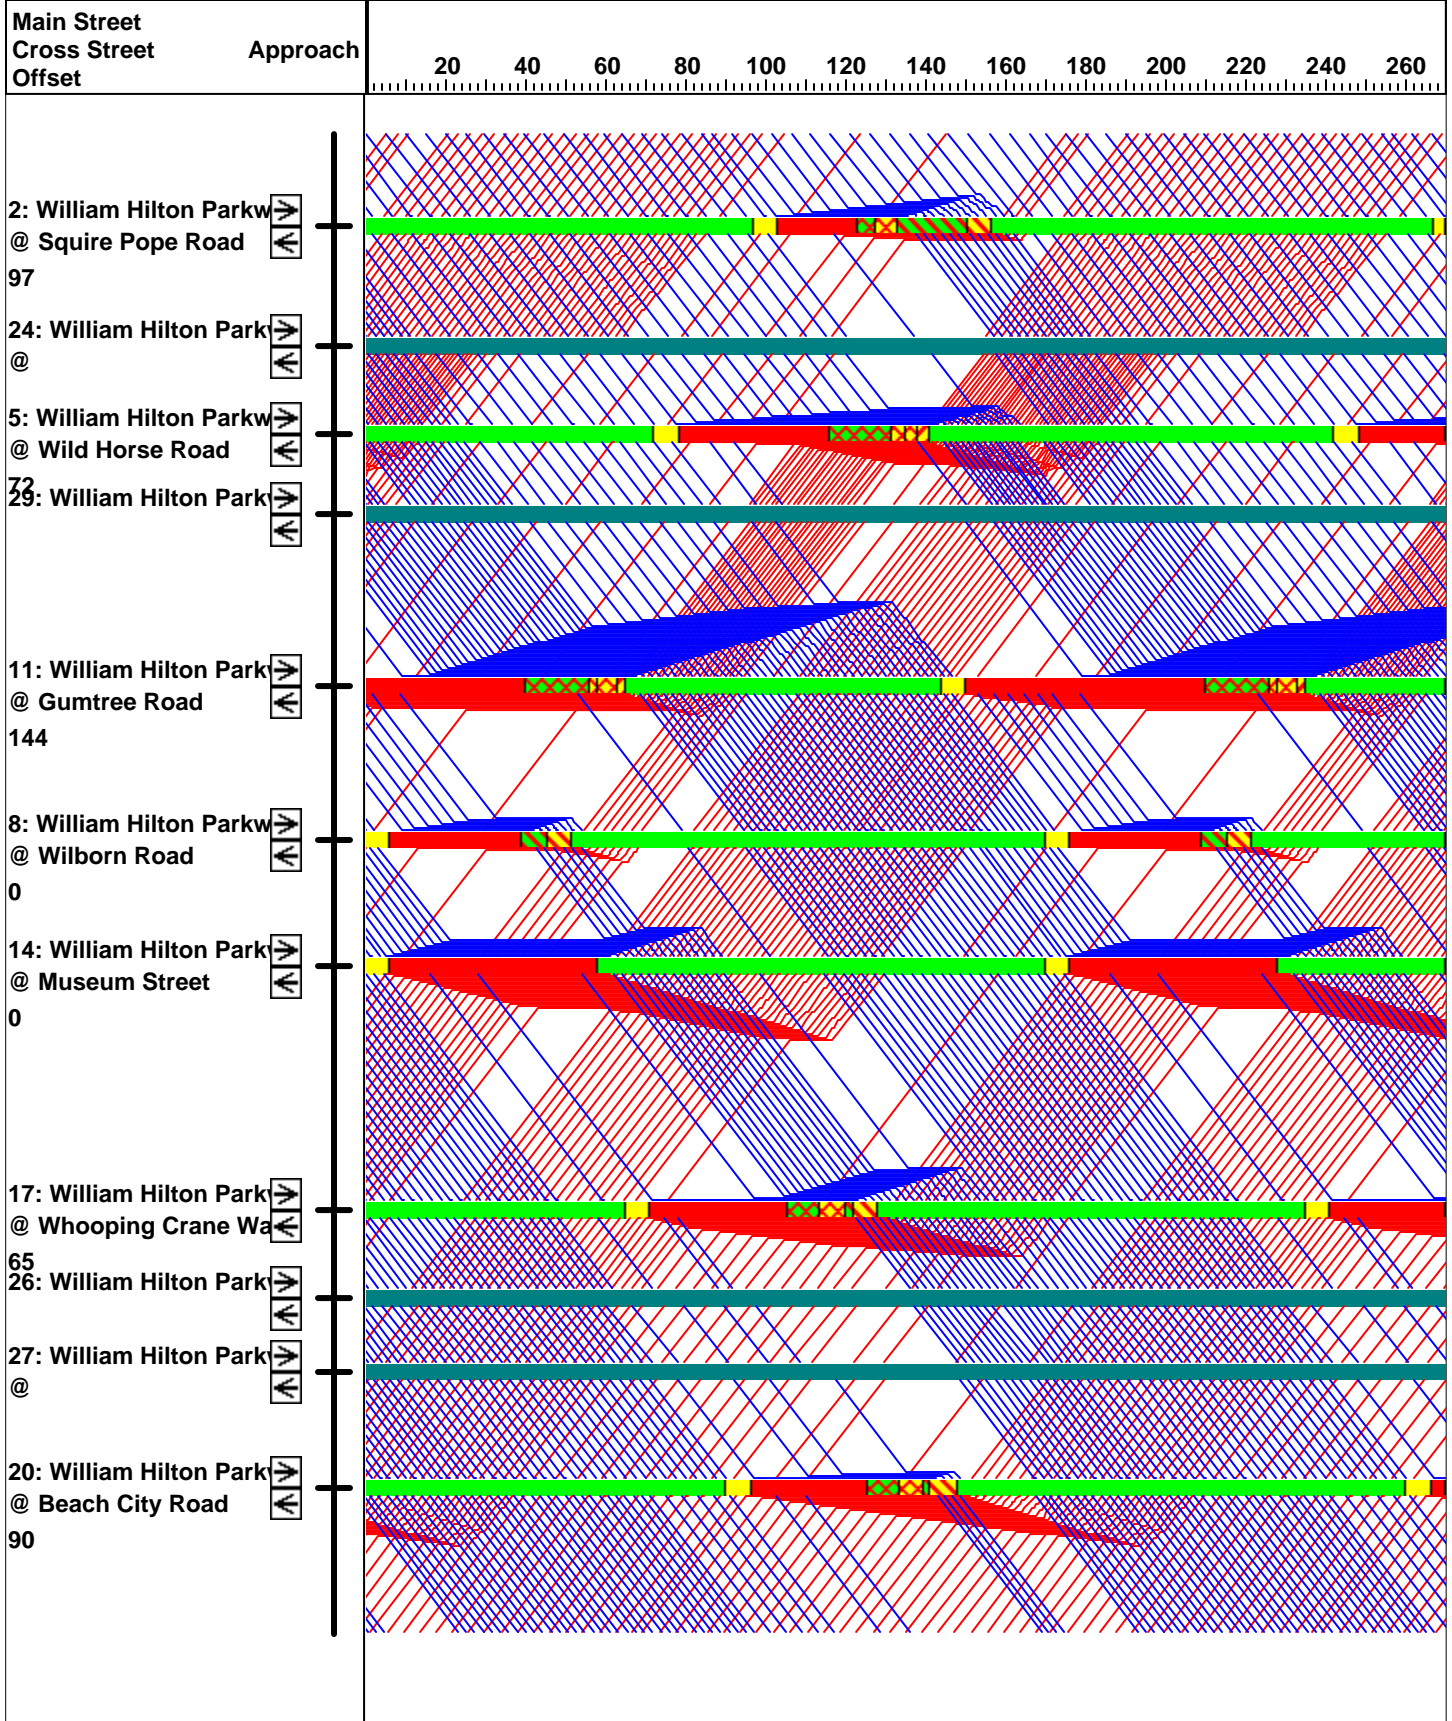 Main Street
Cross Street Approach
Offset
20 40 60 80 100 120 140 160 180 200 220 240 260
2: William Hilton Parkw
@ Squire Pope Road
97
24: William Hilton Park
@
5: William Hilton Parkw
@ Wild Horse Road
72
29: William Hilton Park
11: William Hilton Park
@ Gumtree Road
144
8: William Hilton Parkw
@ Wilborn Road
0
14: William Hilton Park
@ Museum Street
0
17: William Hilton Park
@ Whooping Crane Wa
65
26: William Hilton Park
27: William Hilton Park
@
20: William Hilton Park
@ Beach City Road
90